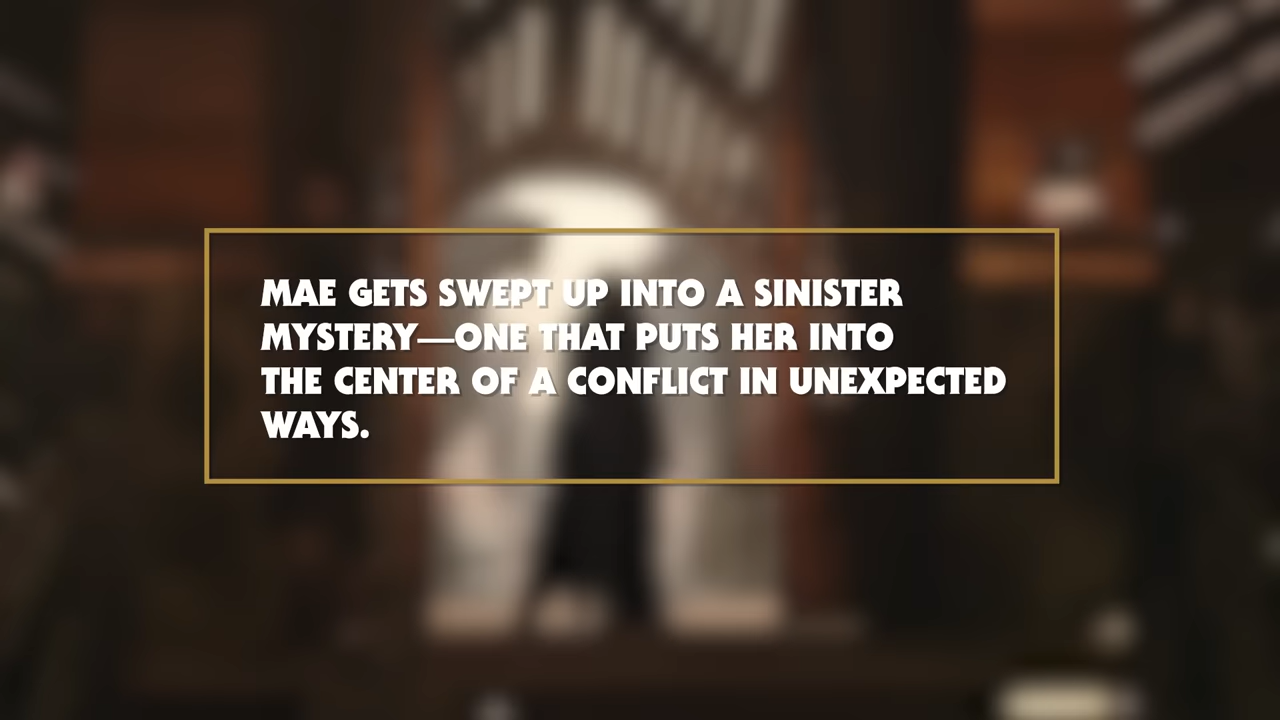 MAE GETS SWEPT UP INTO A SINISTER
MYSTERY—ONE THAT PUTS HER INTO
THE CENTER OF A CONFLICT IN UNEXPECTED
WAYS.